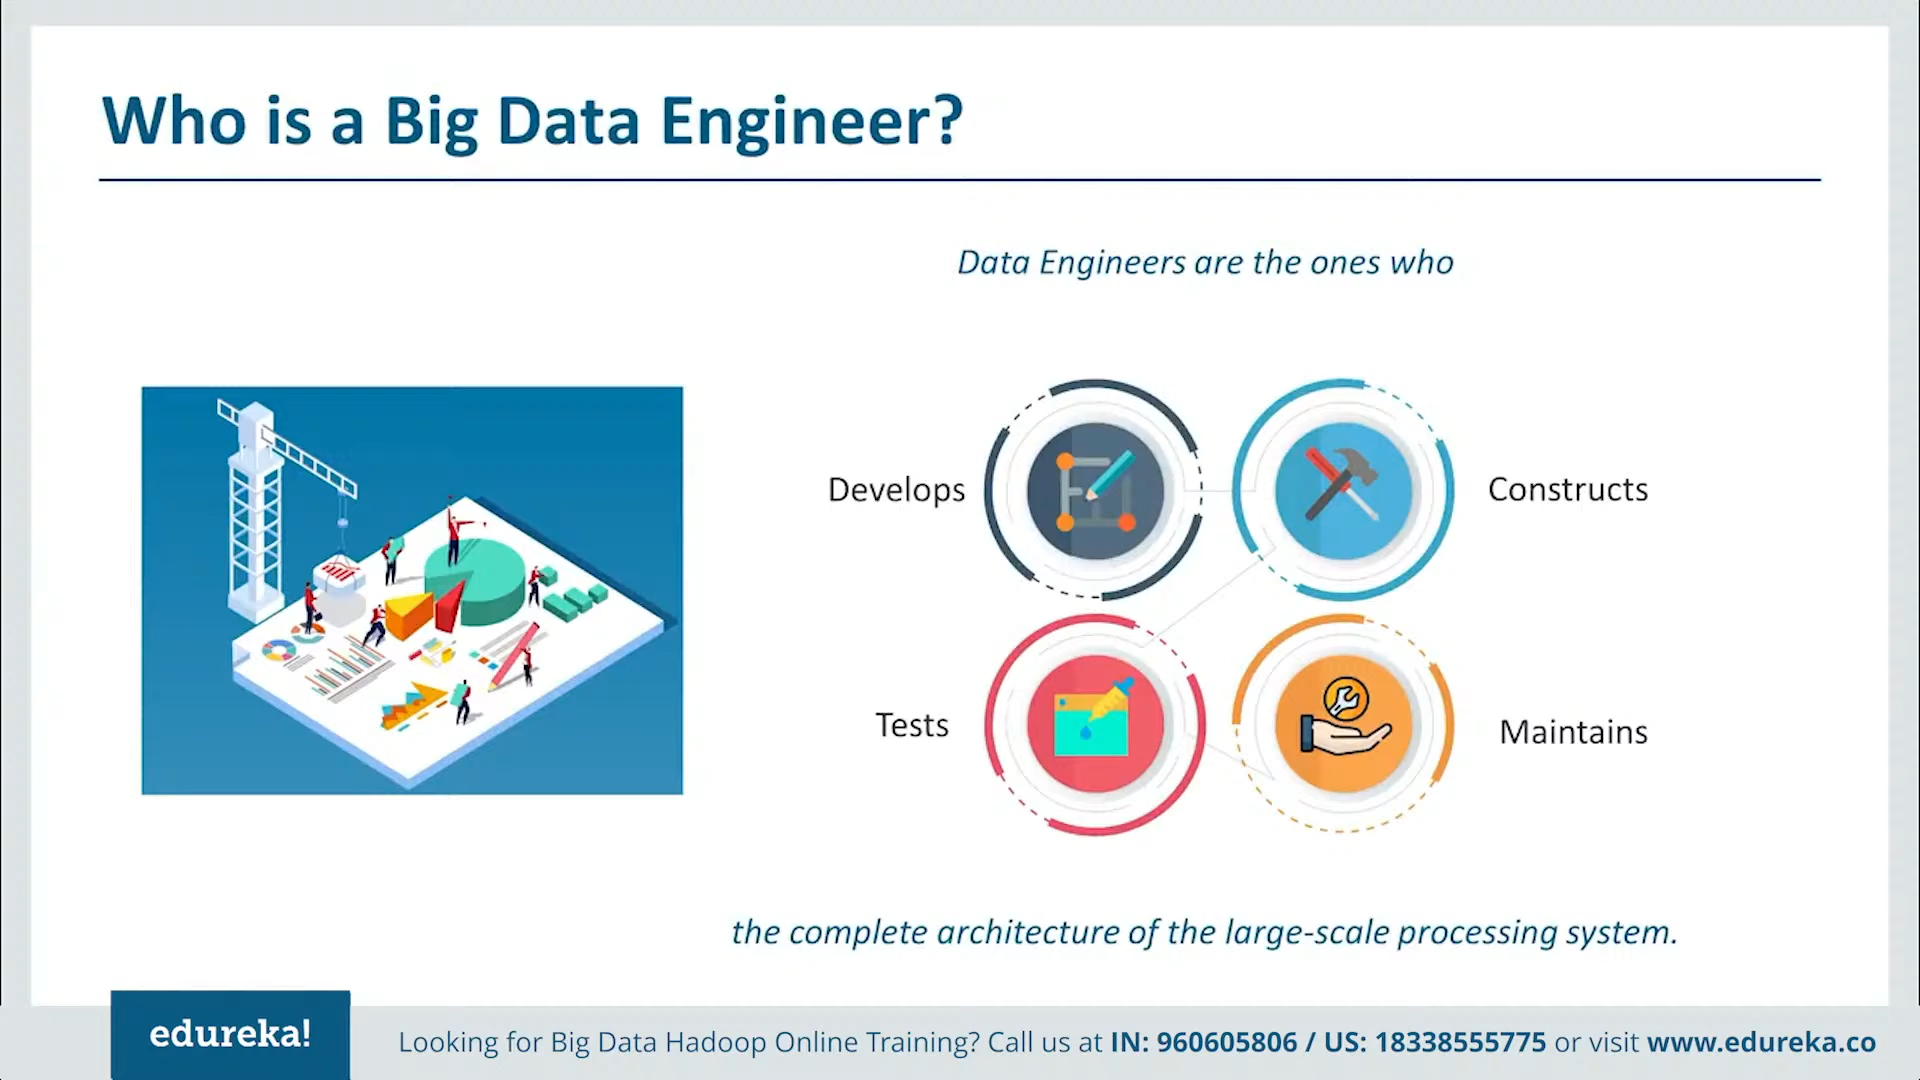 Who is a Big Data Engineer?
Data Engineers are the ones who
Develops
Constructs
Tests
Maintains
the complete architecture of the large-scale processing system.
edureka!
Looking for Big Data Hadoop Online Training? Call us at IN: 960605806 / US: 18338555775 or visit www.edureka.co